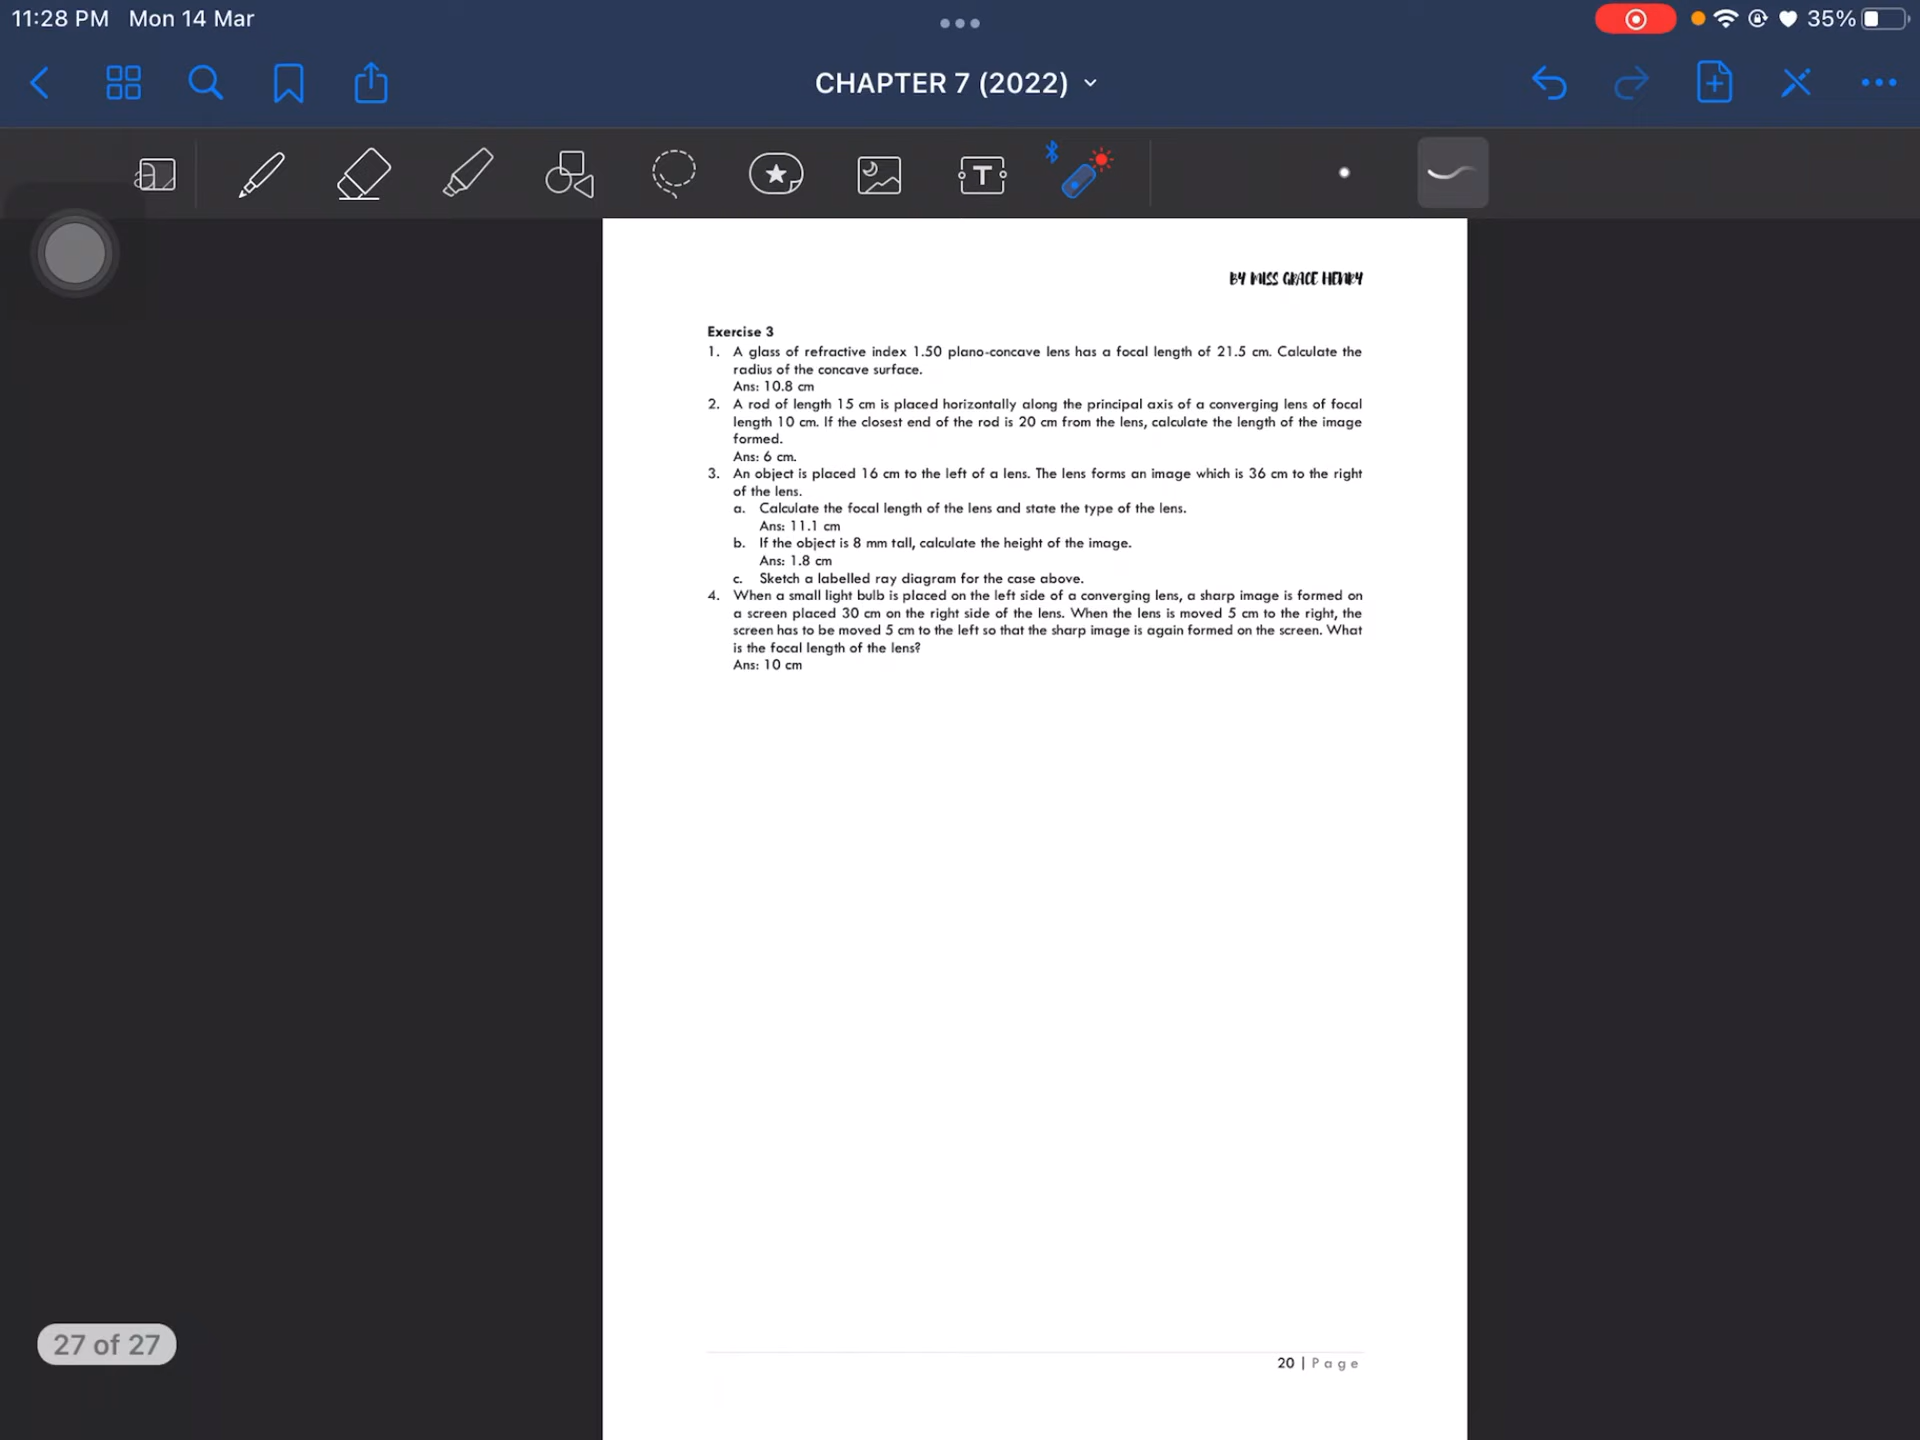 11:28 PM Mon 14 Mar
35%
CHAPTER 7 (2022)
BY MISS GRACE HENRY
Exercise 3
1. A glass of refractive index 1.50 plano-concave lens has a focal length of 21.5 cm. Calculate the
radius of the concave surface.
Ans: 10.8 cm
2. A rod of length 15 cm is placed horizontally along the principal axis of a converging lens of focal
length 10 cm. If the closest end of the rod is 20 cm from the lens, calculate the length of the image
formed.
Ans: 6 cm.
3. An object is placed 16 cm to the left of a lens. The lens forms an image which is 36 cm to the right
of the lens.
a. Calculate the focal length of the lens and state the type of the lens.
Ans: 11.1 cm
b. If the object is 8 mm tall, calculate the height of the image.
Ans: 1.8 cm
c. Sketch a labelled ray diagram for the case above.
4. When a small light bulb is placed on the left side of a converging lens, a sharp image is formed on
a screen placed 30 cm on the right side of the lens. When the lens is moved 5 cm to the right, the
screen has to be moved 5 cm to the left so that the sharp image is again formed on the screen. What
is the focal length of the lens?
Ans: 10 cm
27 of 27
20 | Page